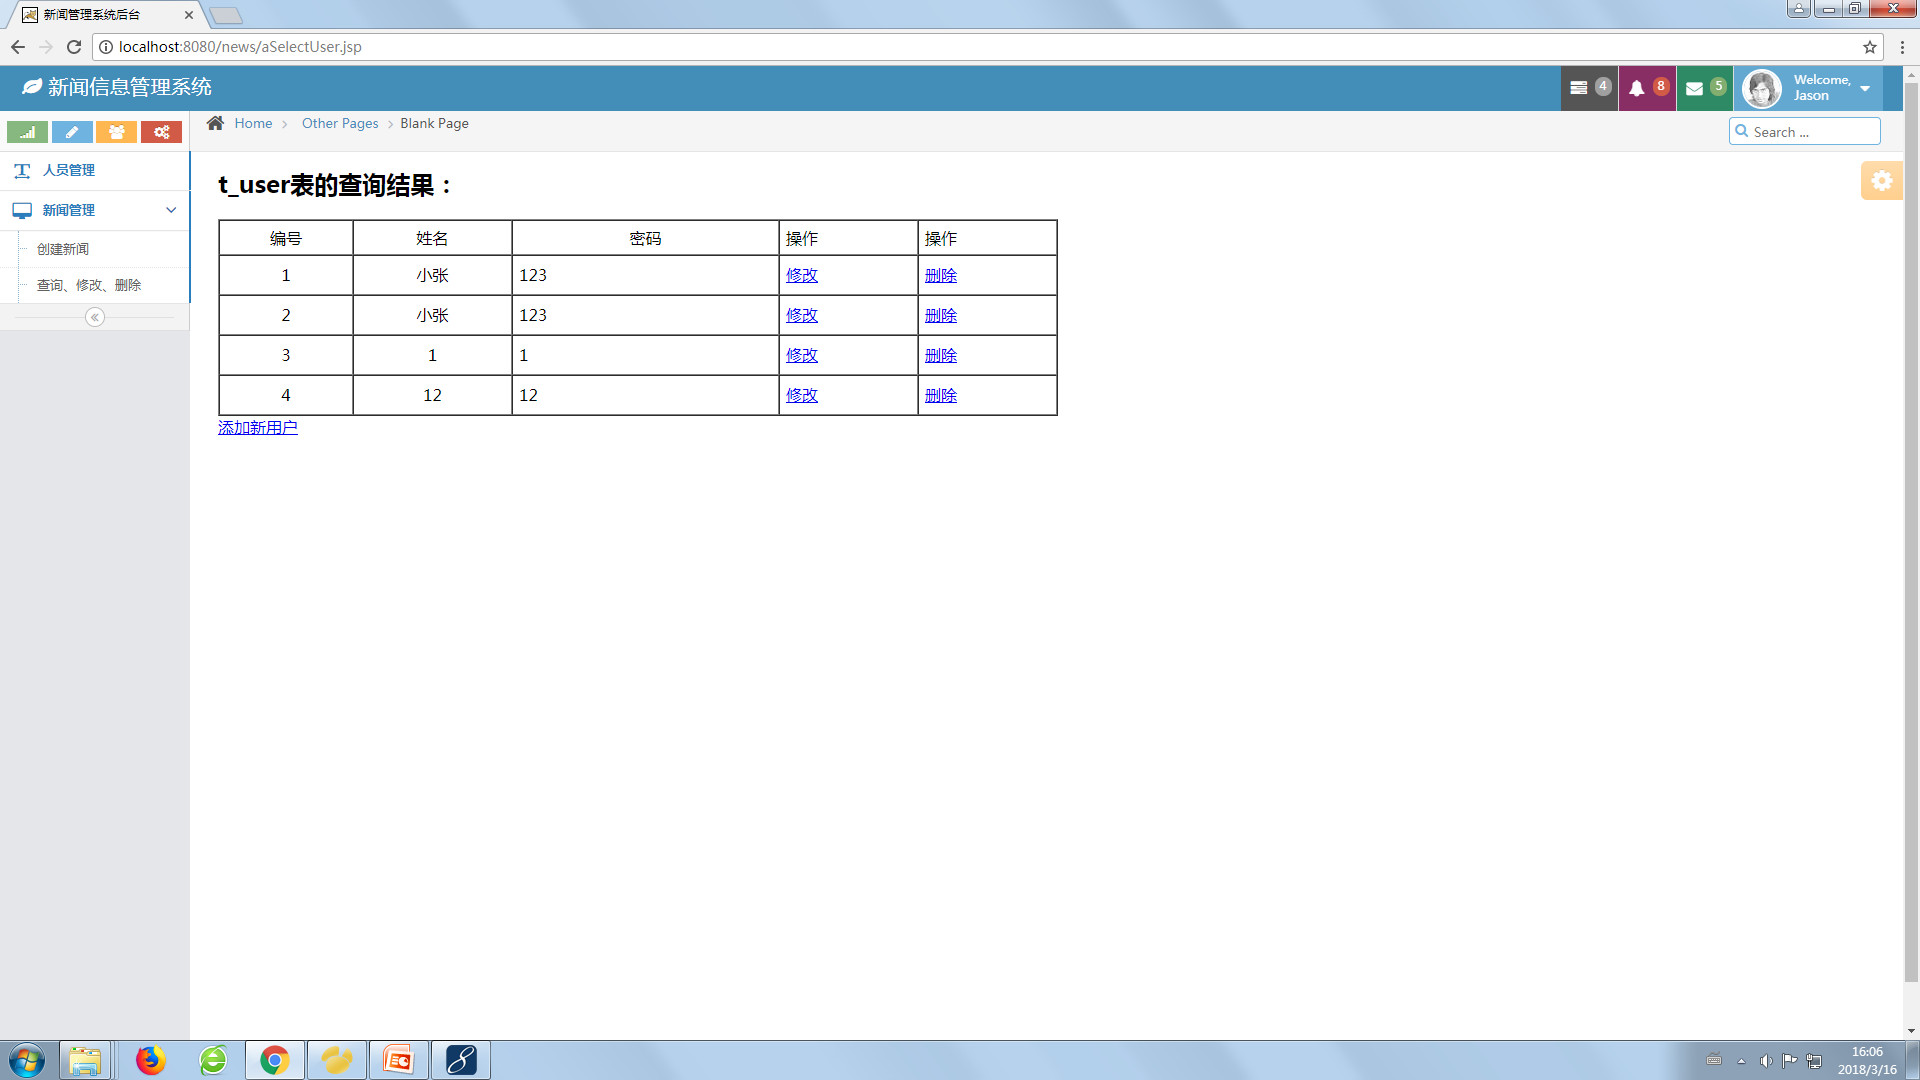 新闻管理系统后台
localhost:8080/news/aSelectUser.jsp
新闻信息管理系统
4
8
5
Welcome,
Jason
Home
Other Pages
Blank Page
Search ...
人员管理
新闻管理
创建新闻
查询、修改、删除
t_user表的查询结果：
编号 姓名 密码 操作 操作
1 小张 123 修改 删除
2 小张 123 修改 删除
3 1 1 修改 删除
4 12 12 修改 删除
添加新用户
16:06
2018/3/16